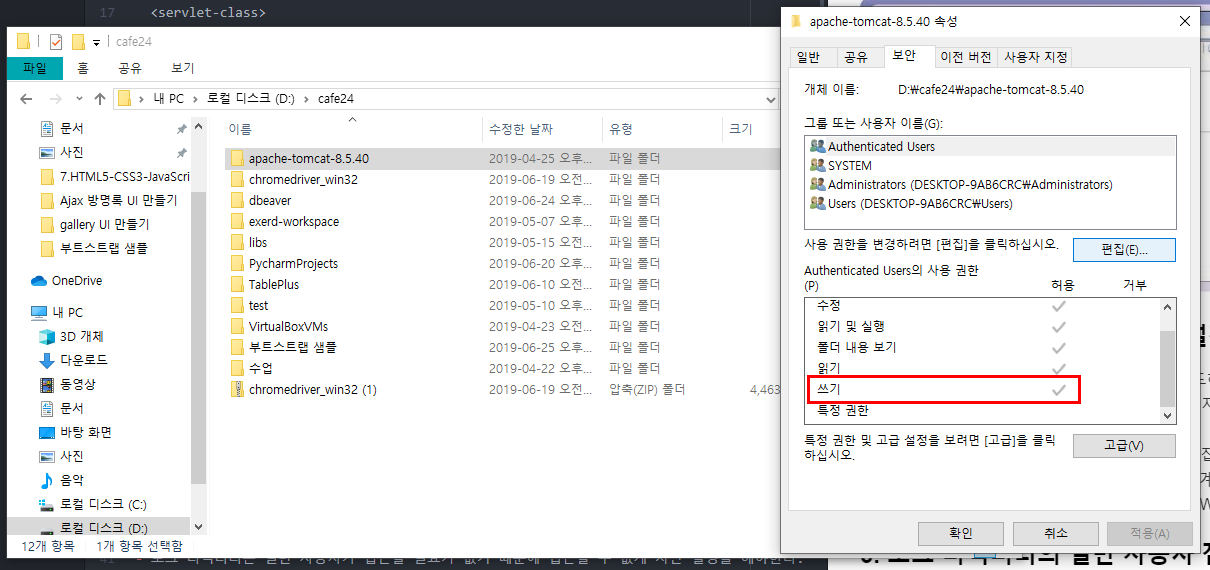 17 <servlet-class>
cafe24
파일 홈 공유 보기
내 PC > 로컬 디스크 (D:) > cafe24
문서
사진
7.HTML5-CSS3-JavaScri
Ajax 방명록 UI 만들기
gallery UI 만들기
부트스트랩 샘플
OneDrive
내 PC
3D 개체
다운로드
동영상
문서
바탕 화면
사진
음악
로컬 디스크 (C:)
로컬 디스크 (D:)
이름 수정한 날짜 유형 크기
apache-tomcat-8.5.40 2019-04-25 오후... 파일 폴더
chromedriver_win32 2019-06-19 오전... 파일 폴더
dbeaver 2019-06-24 오후... 파일 폴더
exerd-workspace 2019-05-07 오후... 파일 폴더
libs 2019-05-15 오전... 파일 폴더
PycharmProjects 2019-06-20 오후... 파일 폴더
TablePlus 2019-06-10 오전... 파일 폴더
test 2019-05-10 오후... 파일 폴더
VirtualBoxVMs 2019-04-23 오전... 파일 폴더
부트스트랩 샘플 2019-06-25 오후... 파일 폴더
수업 2019-04-22 오후... 파일 폴더
chromedriver_win32 (1) 2019-06-19 오전... 압축(ZIP) 폴더 4,463
12개 항목 1개 항목 선택함
apache-tomcat-8.5.40 속성
일반 공유 보안 이전 버전 사용자 지정
개체 이름: D:₩cafe24₩apache-tomcat-8.5.40
그룹 또는 사용자 이름(G):
Authenticated Users
SYSTEM
Administrators (DESKTOP-9AB6CRC₩Administrators)
Users (DESKTOP-9AB6CRC₩Users)
사용 권한을 변경하려면 [편집]을 클릭하십시오.
편집(E)...
Authenticated Users의 사용 권한
(P) 허용 거부
수정
읽기 및 실행
폴더 내용 보기
읽기
쓰기
특정 권한
특정 권한 및 고급 설정을 보려면 [고급]을 클릭
하십시오.
고급(V)
확인 취소 적용(A)